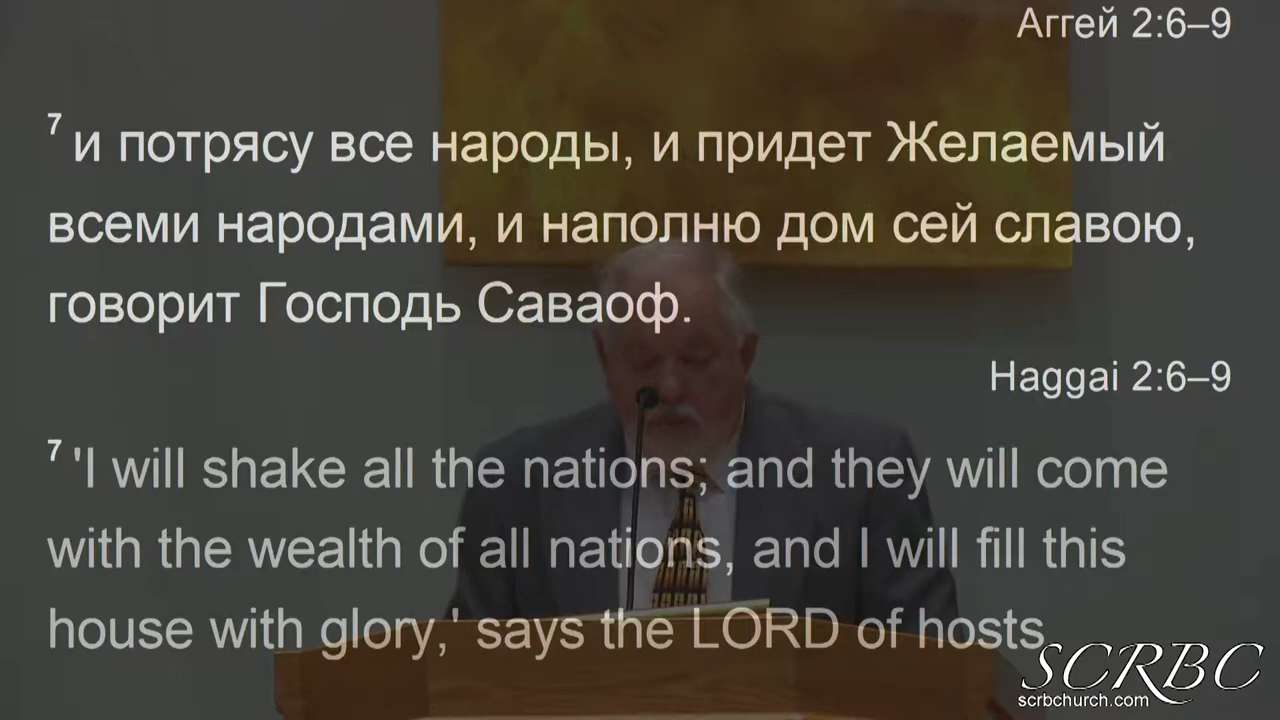 Аггей 2:6–9
7 и потрясу все народы, и придет Желаемый
всеми народами, и наполню дом сей славою,
говорит Господь Саваоф.
Haggai 2:6–9
7 'I will shake all the nations; and they will come
with the wealth of all nations, and I will fill this
house with glory,' says the LORD of hosts.
SCRBC
scrbchurch.com